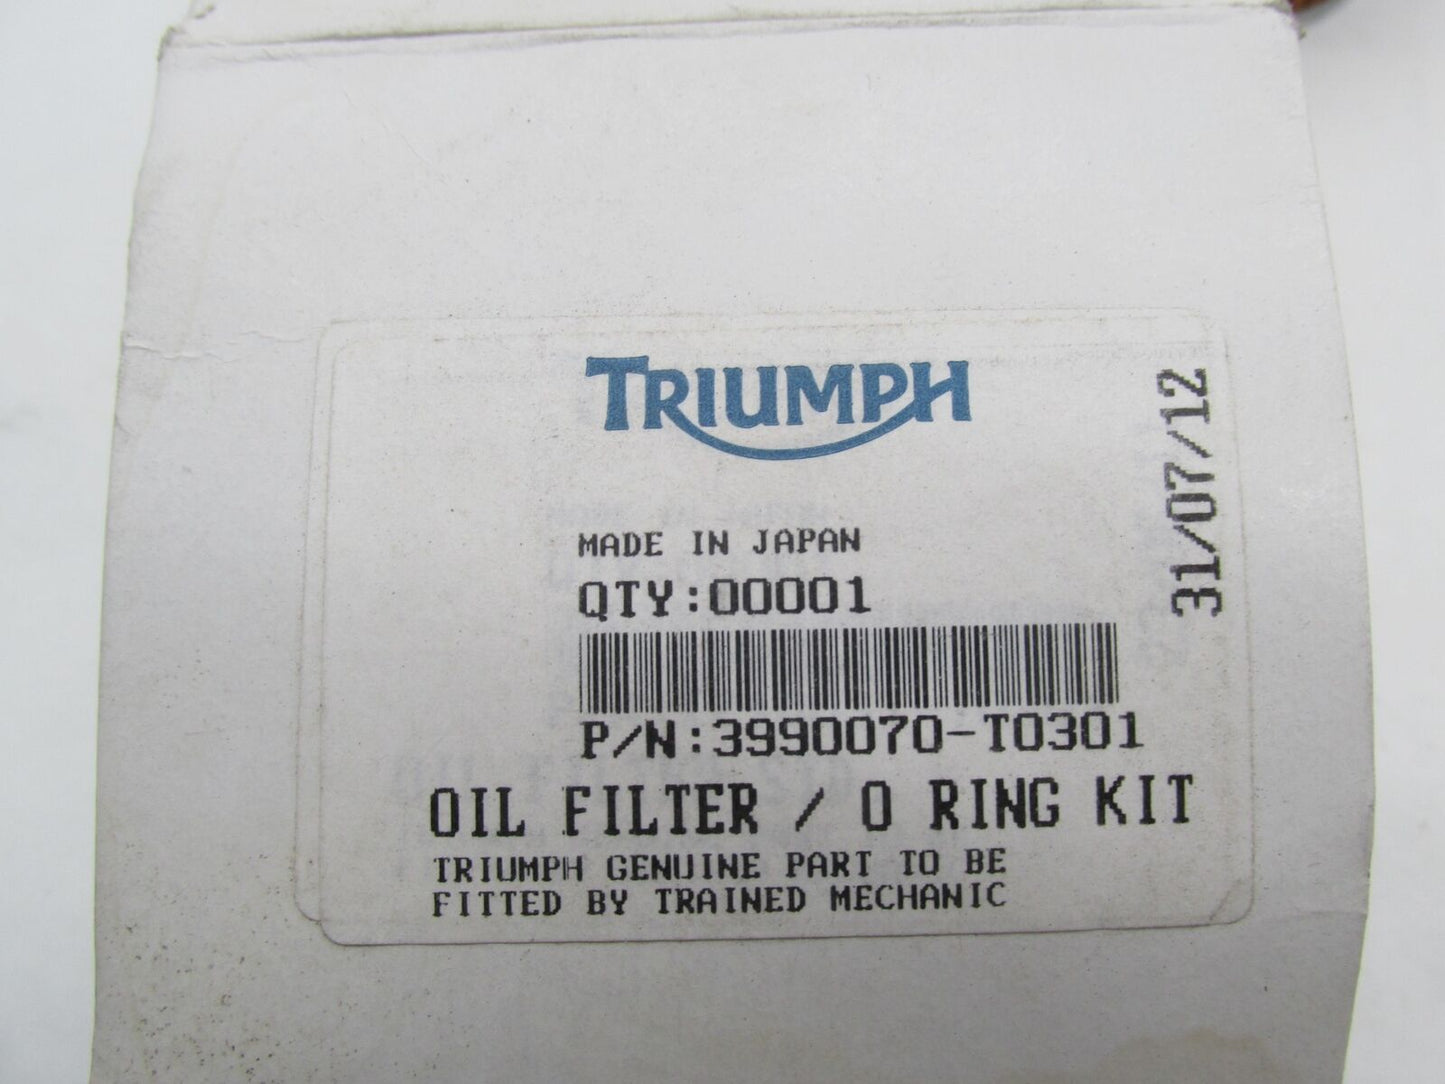 TRIUMPH
31/07/12
MADE IN JAPAN
QTY:00001
P/N:3990070-T0301
OIL FILTER / O RING KIT
TRIUMPH GENUINE PART TO BE
FITTED BY TRAINED MECHANIC